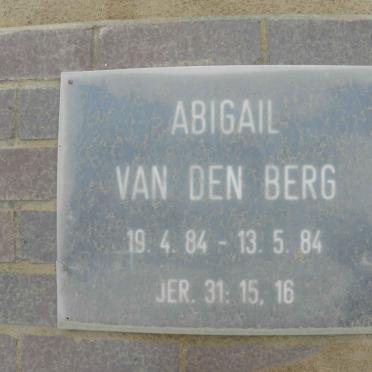 ABIGAIL
VAN DEN BERG
19. 4. 84 - 13. 5. 84
JER. 31: 15, 16